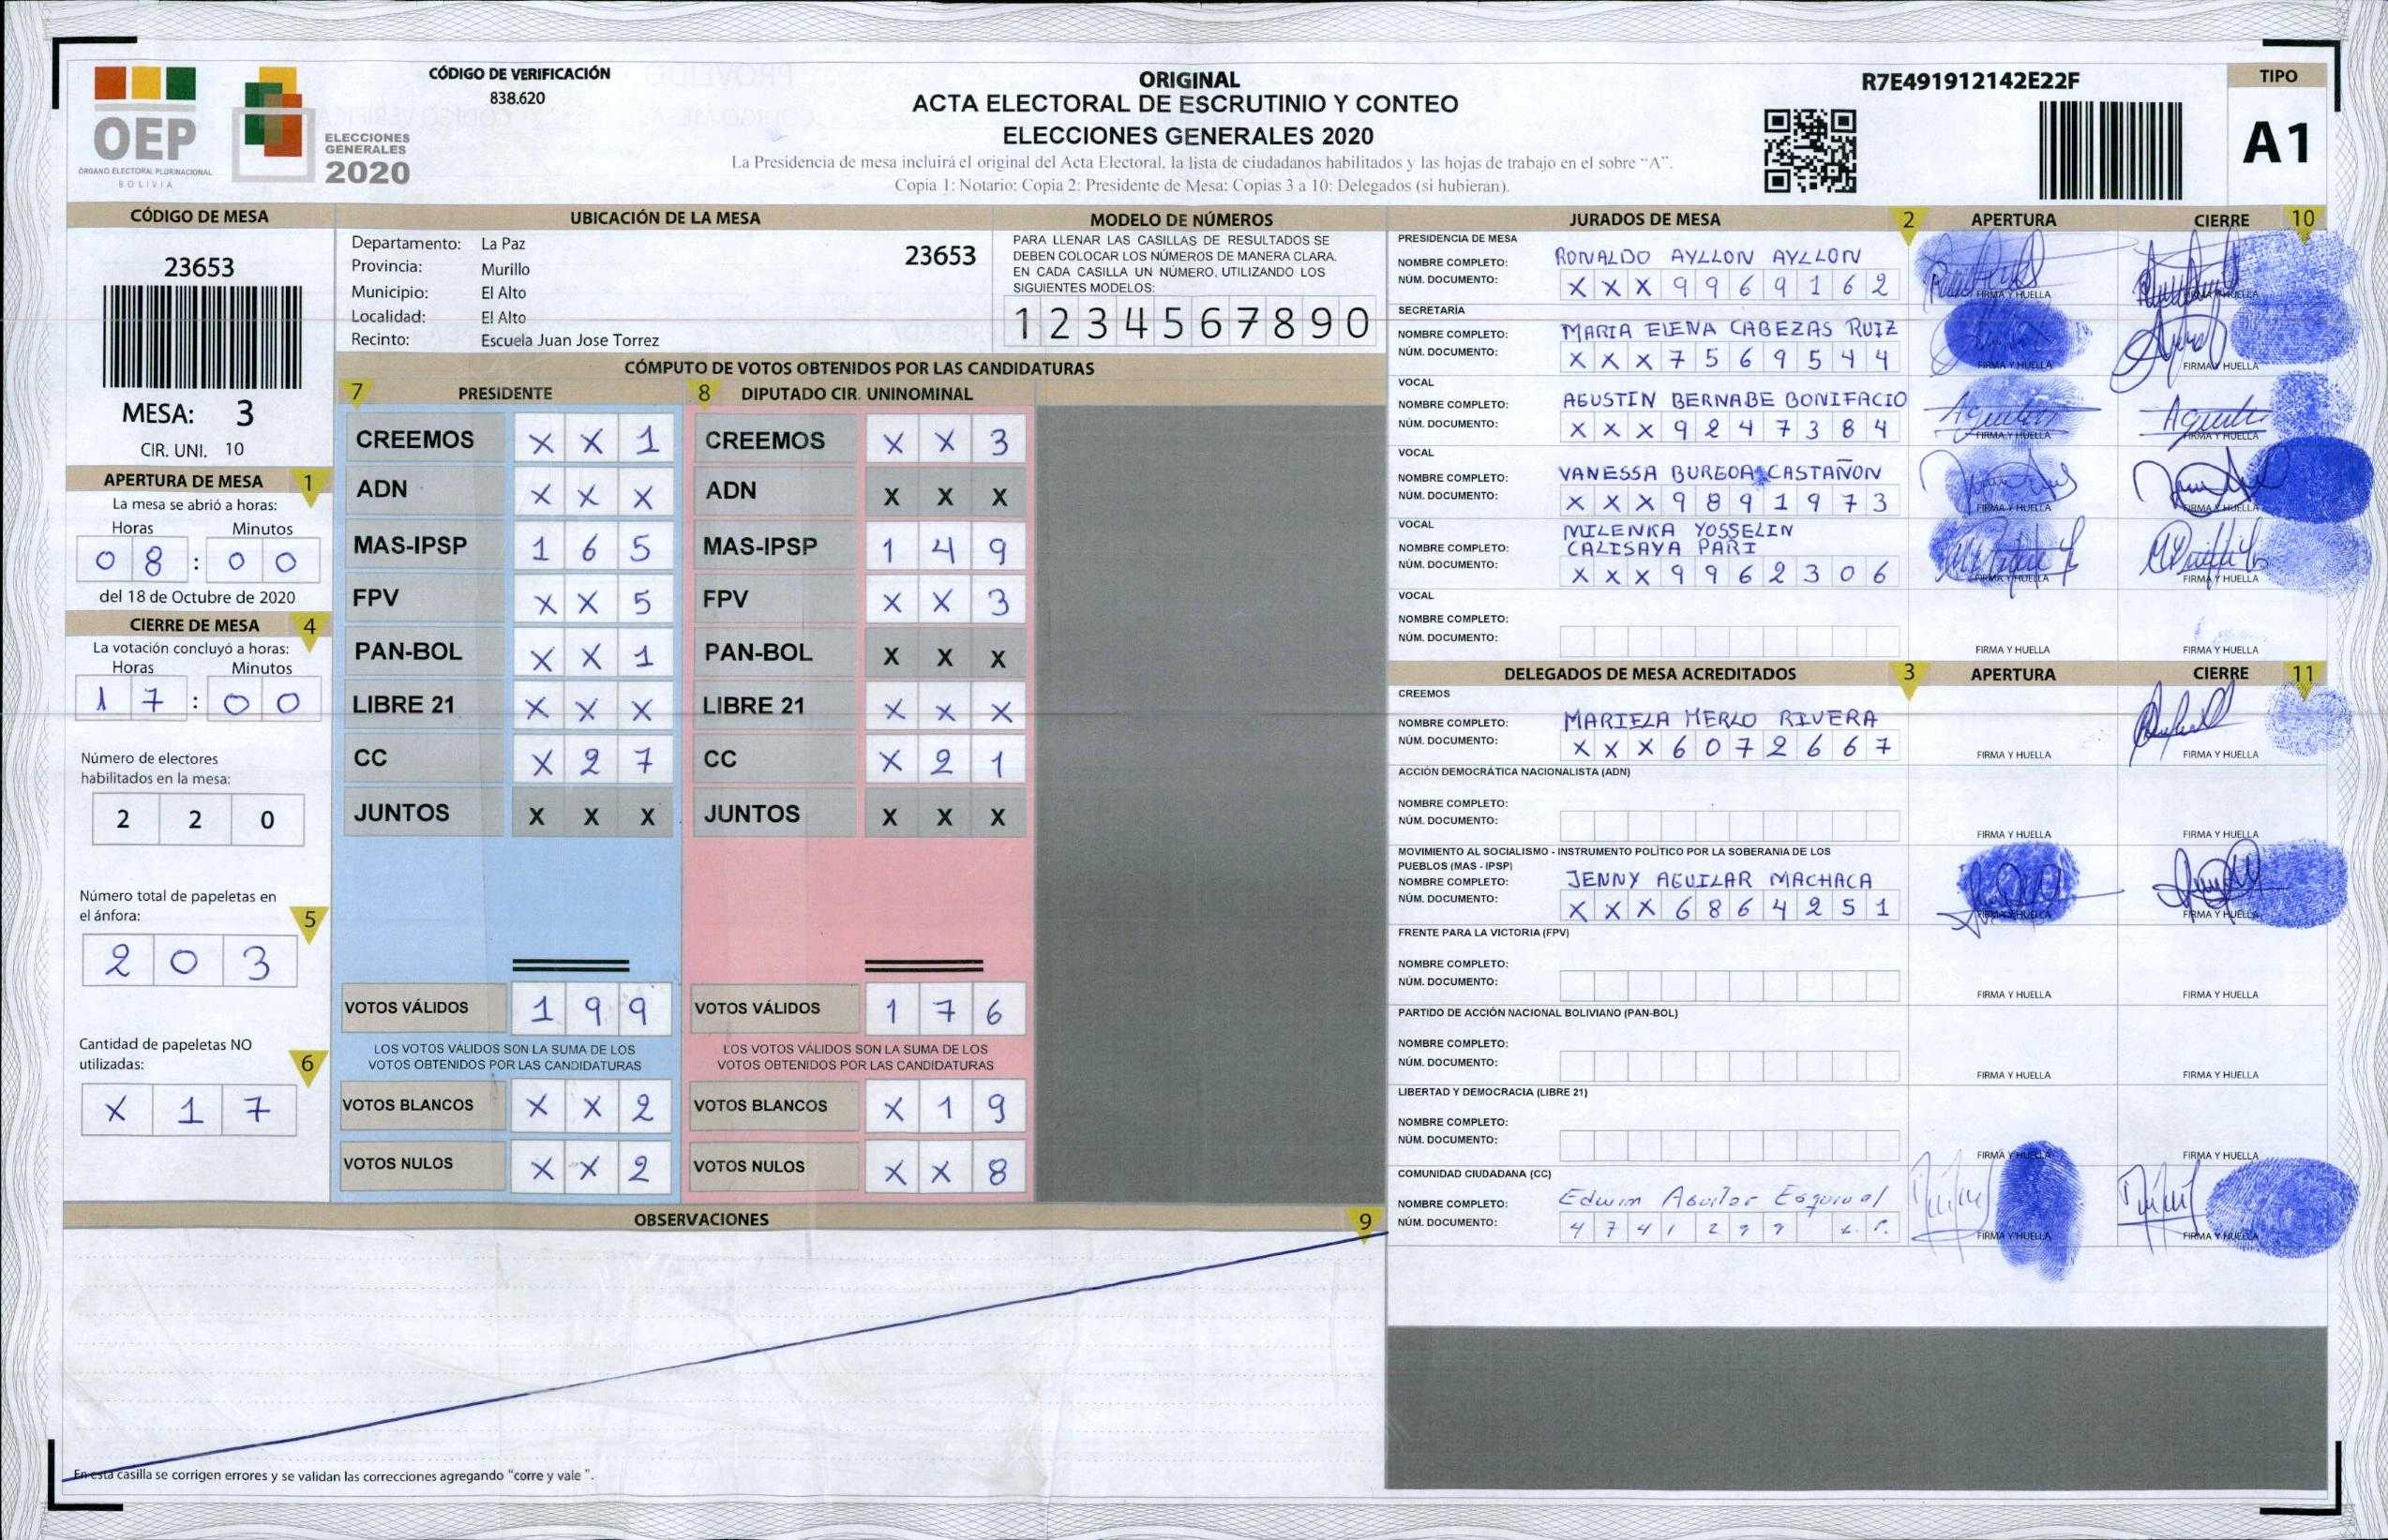 CÓDIGO DE VERIFICACIÓN
838.620
OEP
ÓRGANO ELECTORAL PLURINACIONAL
BOLIVIA
ELECCIONES
GENERALES
2020
ORIGINAL
ACTA ELECTORAL DE ESCRUTINIO Y CONTEO
ELECCIONES GENERALES 2020
La Presidencia de mesa incluirá el original del Acta Electoral, la lista de ciudadanos habilitados y las hojas de trabajo en el sobre "A".
Copia 1: Notario; Copia 2: Presidente de Mesa; Copias 3 a 10: Delegados (si hubieran).
R7E491912142E22F
TIPO
A1
CÓDIGO DE MESA
23653
MESA: 3
CIR. UNI. 10
APERTURA DE MESA 1
La mesa se abrió a horas:
Horas Minutos
0 8 : 0 0
del 18 de Octubre de 2020
CIERRE DE MESA 4
La votación concluyó a horas:
Horas Minutos
1 7 : 0 0
Número de electores
habilitados en la mesa:
2 2 0
Número total de papeletas en
el ánfora: 5
2 0 3
Cantidad de papeletas NO
utilizadas: 6
X 1 7
UBICACIÓN DE LA MESA
Departamento: La Paz 23653
Provincia: Murillo
Municipio: El Alto
Localidad: El Alto
Recinto: Escuela Juan Jose Torrez
MODELO DE NÚMEROS
PARA LLENAR LAS CASILLAS DE RESULTADOS SE
DEBEN COLOCAR LOS NÚMEROS DE MANERA CLARA.
EN CADA CASILLA UN NÚMERO, UTILIZANDO LOS
SIGUIENTES MODELOS:
1 2 3 4 5 6 7 8 9 0
CÓMPUTO DE VOTOS OBTENIDOS POR LAS CANDIDATURAS
7 PRESIDENTE 8 DIPUTADO CIR. UNINOMINAL
CREEMOS X X 1 CREEMOS X X 3
ADN X X X ADN X X X
MAS-IPSP 1 6 5 MAS-IPSP 1 4 9
FPV X X 5 FPV X X 3
PAN-BOL X X 1 PAN-BOL X X X
LIBRE 21 X X X LIBRE 21 X X X
CC X 2 7 CC X 2 1
JUNTOS X X X JUNTOS X X X
VOTOS VÁLIDOS 1 9 9 VOTOS VÁLIDOS 1 7 6
LOS VOTOS VÁLIDOS SON LA SUMA DE LOS LOS VOTOS VÁLIDOS SON LA SUMA DE LOS
VOTOS OBTENIDOS POR LAS CANDIDATURAS VOTOS OBTENIDOS POR LAS CANDIDATURAS
VOTOS BLANCOS X X 2 VOTOS BLANCOS X 1 9
VOTOS NULOS X X 2 VOTOS NULOS X X 8
OBSERVACIONES 9
En esta casilla se corrigen errores y se validan las correcciones agregando "corre y vale ".
JURADOS DE MESA 2 APERTURA CIERRE 10
PRESIDENCIA DE MESA
NOMBRE COMPLETO: RONALDO AYLLON AYLLON
NÚM. DOCUMENTO: X X X 9 9 6 9 1 6 2 FIRMA Y HUELLA FIRMA Y HUELLA
SECRETARÍA
NOMBRE COMPLETO: MARIA ELENA CABEZAS RUIZ
NÚM. DOCUMENTO: X X X 7 5 6 9 5 4 4 FIRMA Y HUELLA FIRMA Y HUELLA
VOCAL
NOMBRE COMPLETO: AGUSTIN BERNABE BONIFACIO
NÚM. DOCUMENTO: X X X 9 2 4 7 3 8 4 FIRMA Y HUELLA FIRMA Y HUELLA
VOCAL
NOMBRE COMPLETO: VANESSA BURGOA CASTAÑON
NÚM. DOCUMENTO: X X X 9 8 9 1 9 7 3 FIRMA Y HUELLA FIRMA Y HUELLA
VOCAL
MILENKA YOSSELIN
NOMBRE COMPLETO: CALISAYA PARI
NÚM. DOCUMENTO: X X X 9 9 6 2 3 0 6 FIRMA Y HUELLA FIRMA Y HUELLA
VOCAL
NOMBRE COMPLETO:
NÚM. DOCUMENTO: FIRMA Y HUELLA FIRMA Y HUELLA
DELEGADOS DE MESA ACREDITADOS 3 APERTURA CIERRE 11
CREEMOS
NOMBRE COMPLETO: MARIELA MERLO RIVERA
NÚM. DOCUMENTO: X X X 6 0 7 2 6 6 7 FIRMA Y HUELLA FIRMA Y HUELLA
ACCIÓN DEMOCRÁTICA NACIONALISTA (ADN)
NOMBRE COMPLETO:
NÚM. DOCUMENTO: FIRMA Y HUELLA FIRMA Y HUELLA
MOVIMIENTO AL SOCIALISMO - INSTRUMENTO POLÍTICO POR LA SOBERANIA DE LOS
PUEBLOS (MAS - IPSP)
NOMBRE COMPLETO: JENNY AGUILAR MACHACA
NÚM. DOCUMENTO: X X X 6 8 6 4 2 5 1 FIRMA Y HUELLA FIRMA Y HUELLA
FRENTE PARA LA VICTORIA (FPV)
NOMBRE COMPLETO:
NÚM. DOCUMENTO: FIRMA Y HUELLA FIRMA Y HUELLA
PARTIDO DE ACCIÓN NACIONAL BOLIVIANO (PAN-BOL)
NOMBRE COMPLETO:
NÚM. DOCUMENTO: FIRMA Y HUELLA FIRMA Y HUELLA
LIBERTAD Y DEMOCRACIA (LIBRE 21)
NOMBRE COMPLETO:
NÚM. DOCUMENTO: FIRMA Y HUELLA FIRMA Y HUELLA
COMUNIDAD CIUDADANA (CC)
NOMBRE COMPLETO: Edwin Aguilar Esquivel
NÚM. DOCUMENTO: 4 7 4 1 2 9 9 L. P. FIRMA Y HUELLA FIRMA Y HUELLA